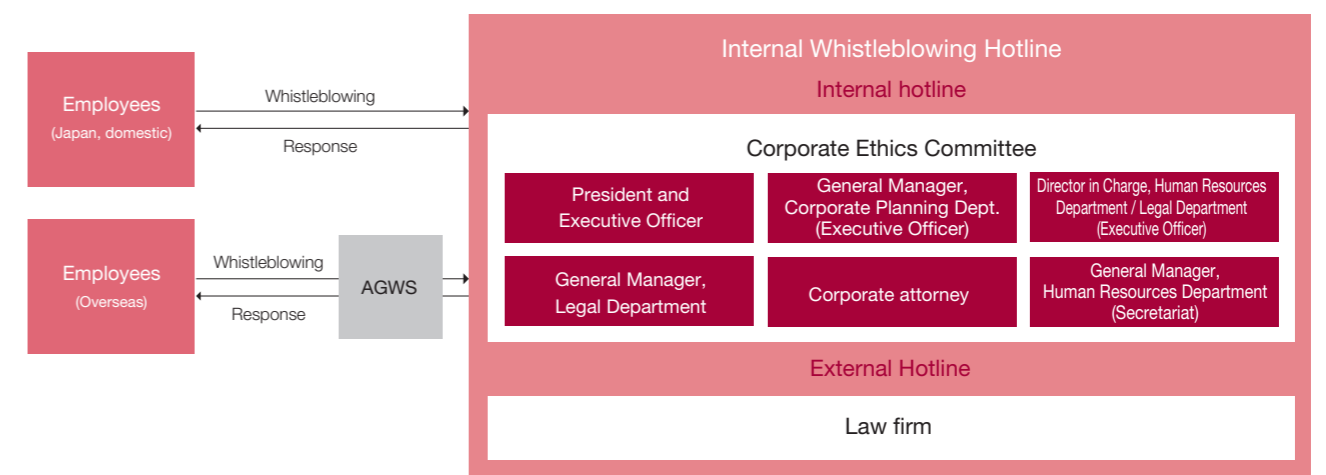 Internal Whistleblowing Hotline
Internal hotline
Employees
(Japan, domestic)
Whistleblowing
Response
Employees
(Overseas)
Whistleblowing
Response
AGWS
Corporate Ethics Committee
President and
Executive Officer
General Manager,
Corporate Planning Dept.
(Executive Officer)
Director in Charge, Human Resources
Department / Legal Department
(Executive Officer)
General Manager,
Legal Department
Corporate attorney
General Manager,
Human Resources Department
(Secretariat)
External Hotline
Law firm